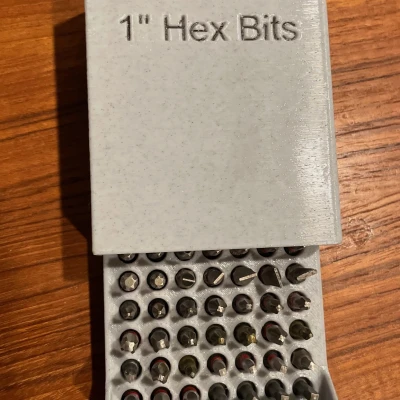 1" Hex Bits